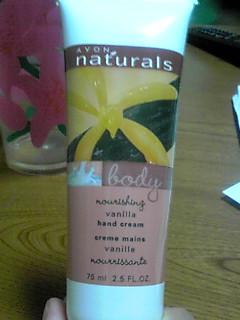 AVON
naturals
body
nourishing
vanilla
hand cream
creme mains
vanille
nourrissante
75 ml 2.5 FL.OZ.